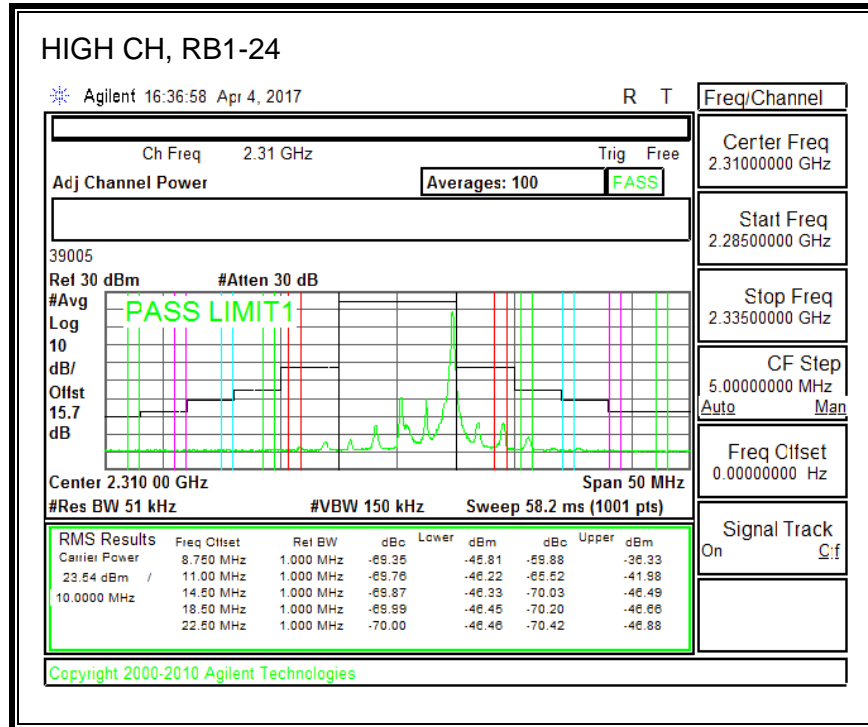 HIGH CH, RB1-24
Agilent 16:36:58 Apr 4, 2017 R T
Ch Freq 2.31 GHz Trig Free
Adj Channel Power Averages: 100 PASS
39005
Ref 30 dBm #Atten 30 dB
#Avg
Log
10
dB/
Offst
15.7
dB
PASS LIMIT1
Center 2.310 00 GHz Span 50 MHz
#Res BW 51 kHz #VBW 150 kHz Sweep 58.2 ms (1001 pts)
RMS Results Freq Offset Ref BW dBc Lower dBm dBc Upper dBm
Carrier Power 8.750 MHz 1.000 MHz -69.35 -45.81 -59.88 -36.33
23.54 dBm / 11.00 MHz 1.000 MHz -69.76 -46.22 -65.52 -41.98
10.0000 MHz 14.50 MHz 1.000 MHz -69.87 -46.33 -70.03 -46.49
18.50 MHz 1.000 MHz -69.99 -46.45 -70.20 -46.66
22.50 MHz 1.000 MHz -70.00 -46.46 -70.42 -46.88
Copyright 2000-2010 Agilent Technologies
Freq/Channel
Center Freq
2.31000000 GHz
Start Freq
2.28500000 GHz
Stop Freq
2.33500000 GHz
CF Step
5.00000000 MHz
Auto Man
Freq Offset
0.00000000 Hz
Signal Track
On Off